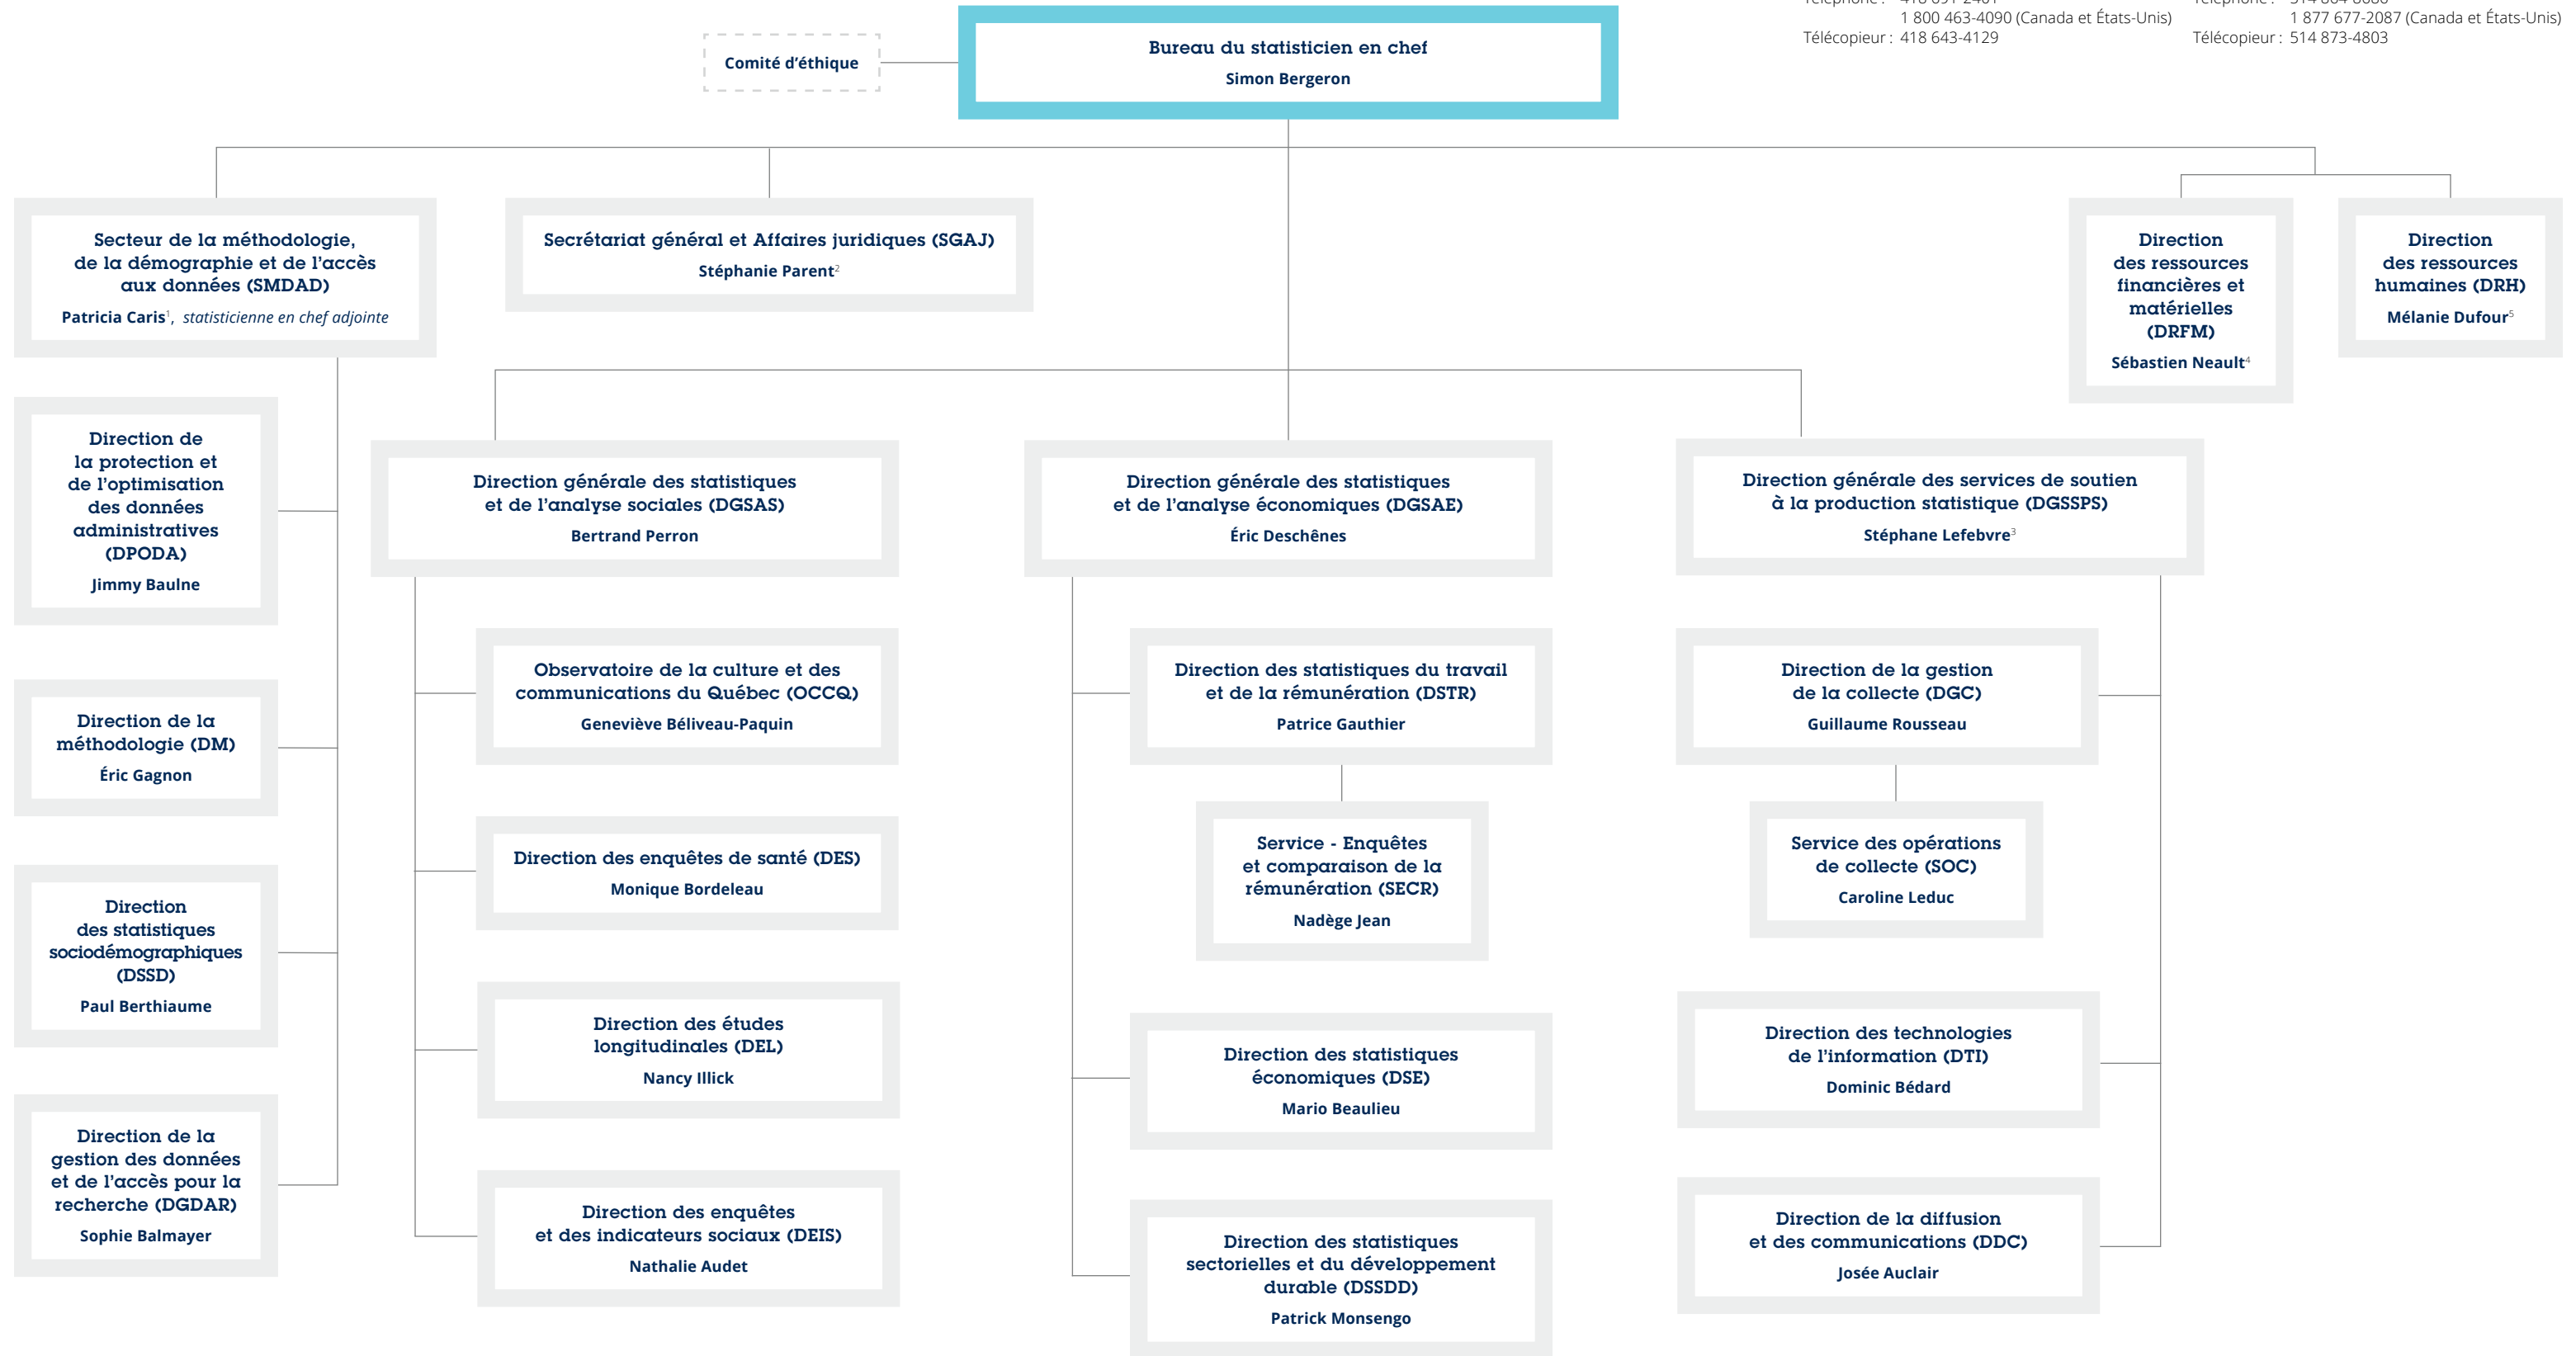 1 800 463-4090 (Canada et États-Unis)
Télécopieur : 418 643-4129
1 877 677-2087 (Canada et États-Unis)
Télécopieur : 514 873-4803
Comité d’éthique
Bureau du statisticien en chef
Simon Bergeron
Secteur de la méthodologie,
de la démographie et de l’accès
aux données (SMDAD)
Patricia Caris¹, statisticienne en chef adjointe
Secrétariat général et Affaires juridiques (SGAJ)
Stéphanie Parent²
Direction
des ressources
financières et
matérielles
(DRFM)
Sébastien Neault⁴
Direction
des ressources
humaines (DRH)
Mélanie Dufour⁵
Direction de
la protection et
de l’optimisation
des données
administratives
(DPODA)
Jimmy Baulne
Direction de la
méthodologie (DM)
Éric Gagnon
Direction
des statistiques
sociodémographiques
(DSSD)
Paul Berthiaume
Direction de la
gestion des données
et de l’accès pour la
recherche (DGDAR)
Sophie Balmayer
Direction générale des statistiques
et de l’analyse sociales (DGSAS)
Bertrand Perron
Observatoire de la culture et des
communications du Québec (OCCQ)
Geneviève Béliveau-Paquin
Direction des enquêtes de santé (DES)
Monique Bordeleau
Direction des études
longitudinales (DEL)
Nancy Illick
Direction des enquêtes
et des indicateurs sociaux (DEIS)
Nathalie Audet
Direction générale des statistiques
et de l’analyse économiques (DGSAE)
Éric Deschênes
Direction des statistiques du travail
et de la rémunération (DSTR)
Patrice Gauthier
Service - Enquêtes
et comparaison de la
rémunération (SECR)
Nadège Jean
Direction des statistiques
économiques (DSE)
Mario Beaulieu
Direction des statistiques
sectorielles et du développement
durable (DSSDD)
Patrick Monsengo
Direction générale des services de soutien
à la production statistique (DGSSPS)
Stéphane Lefebvre³
Direction de la gestion
de la collecte (DGC)
Guillaume Rousseau
Service des opérations
de collecte (SOC)
Caroline Leduc
Direction des technologies
de l’information (DTI)
Dominic Bédard
Direction de la diffusion
et des communications (DDC)
Josée Auclair